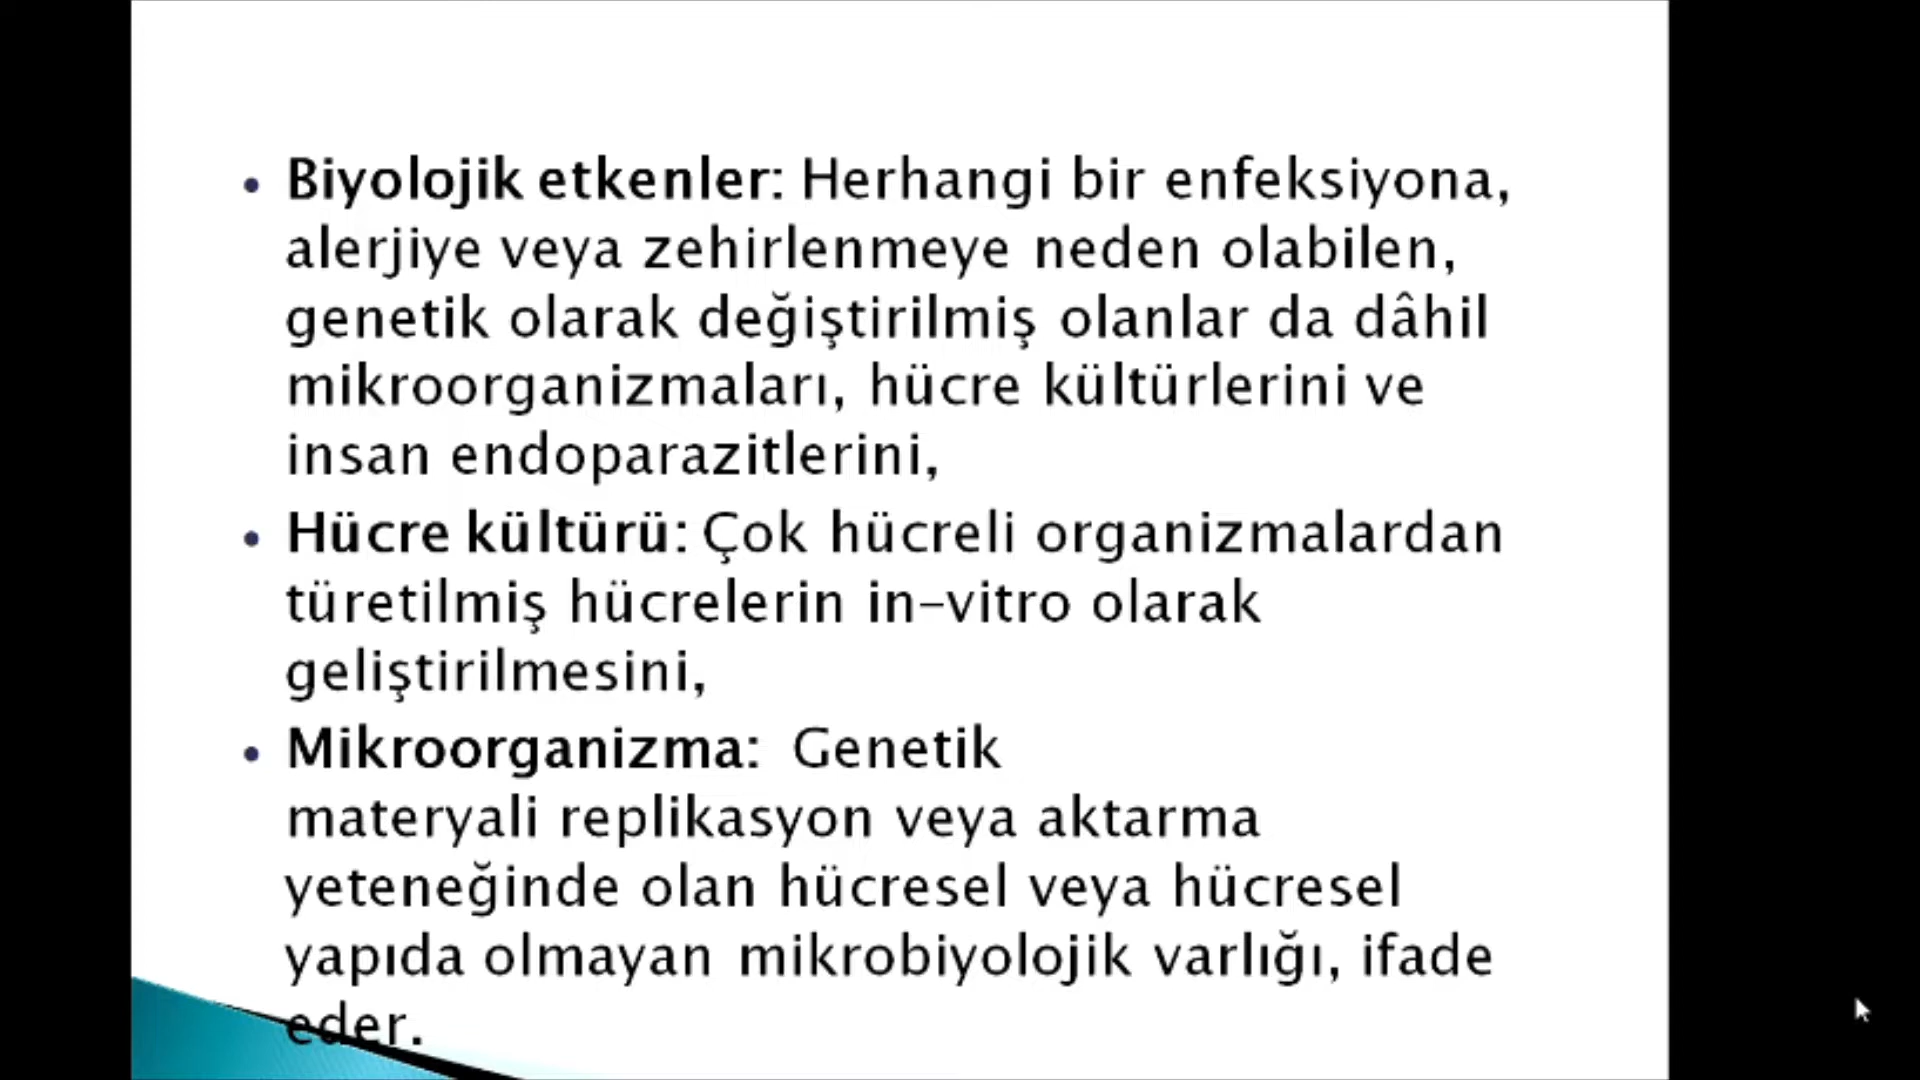 • Biyolojik etkenler: Herhangi bir enfeksiyona,
alerjiye veya zehirlenmeye neden olabilen,
genetik olarak değiştirilmiş olanlar da dâhil
mikroorganizmaları, hücre kültürlerini ve
insan endoparazitlerini,
• Hücre kültürü: Çok hücreli organizmalardan
türetilmiş hücrelerin in-vitro olarak
geliştirilmesini,
• Mikroorganizma: Genetik
materyali replikasyon veya aktarma
yeteneğinde olan hücresel veya hücresel
yapıda olmayan mikrobiyolojik varlığı, ifade
eder.